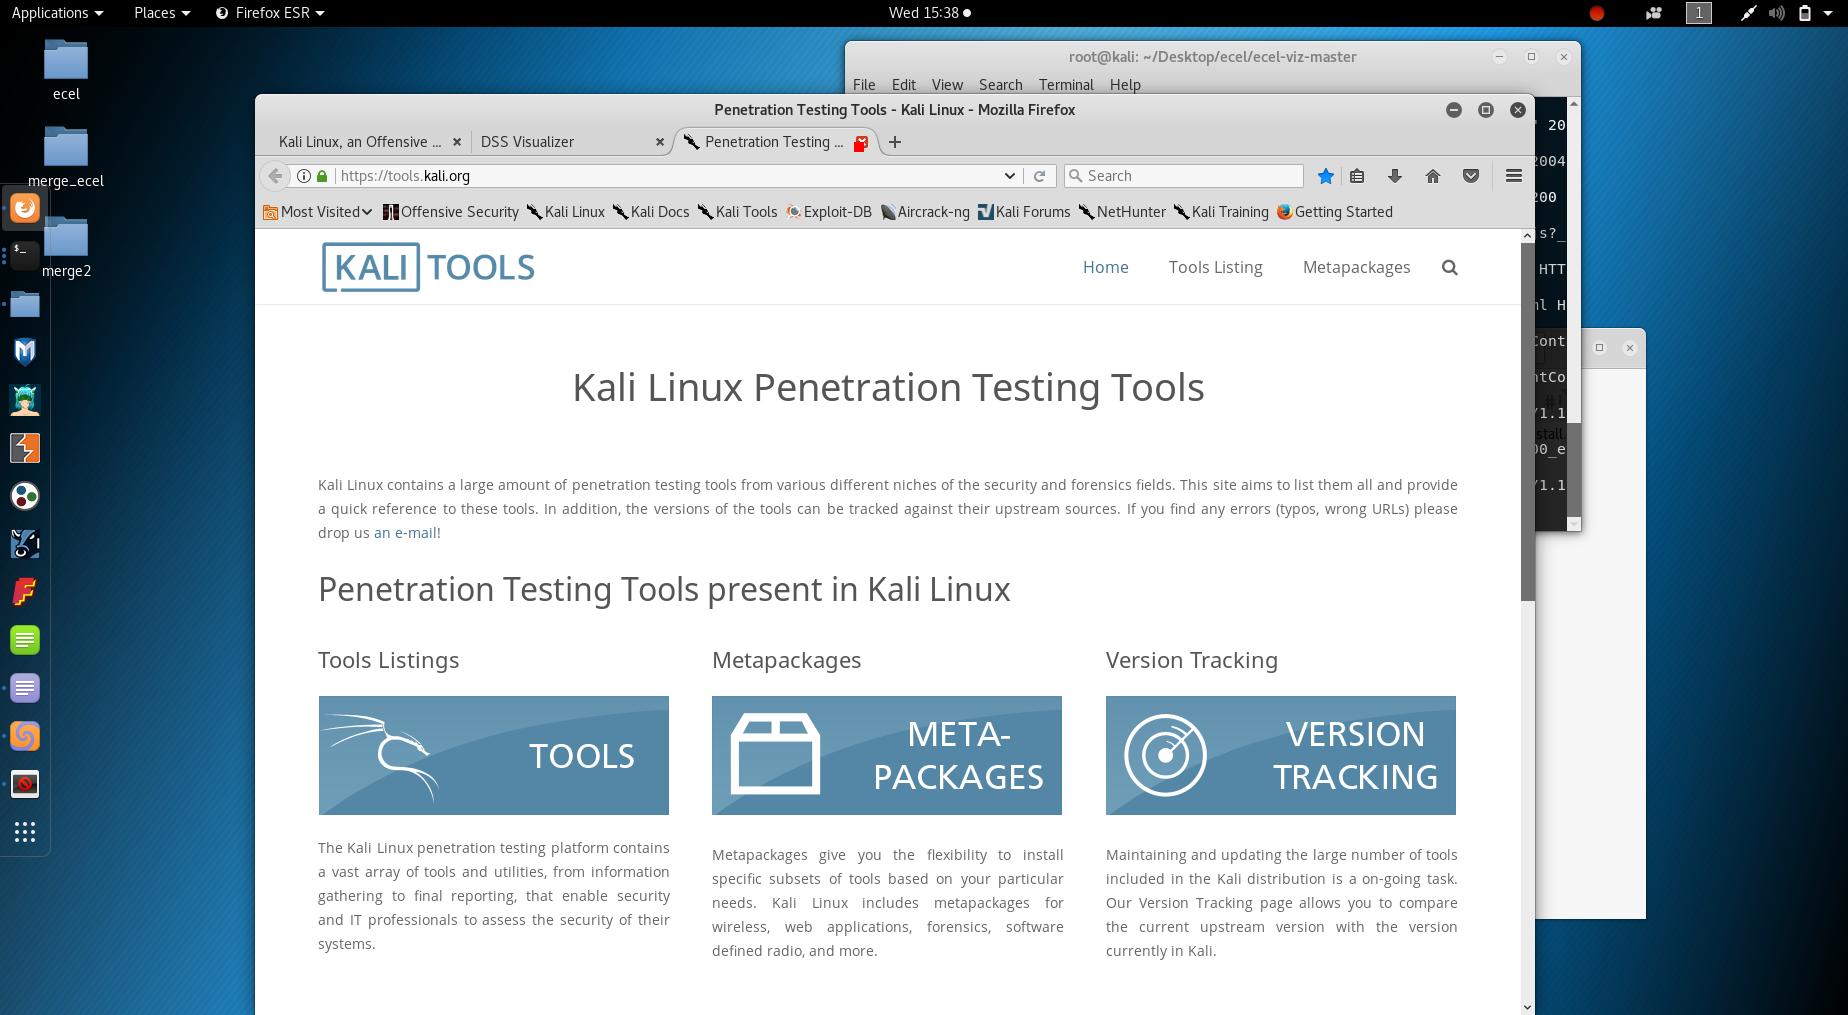 Applications Places Firefox ESR Wed 15:38 1
ecel
merge_ecel
merge2
$_
root@kali: ~/Desktop/ecel/ecel-viz-master
File Edit View Search Terminal Help
Penetration Testing Tools - Kali Linux - Mozilla Firefox
Kali Linux, an Offensive ... DSS Visualizer Penetration Testing ...
https://tools.kali.org Search
Most Visited Offensive Security Kali Linux Kali Docs Kali Tools Exploit-DB Aircrack-ng Kali Forums NetHunter Kali Training Getting Started
KALI TOOLS
Home Tools Listing Metapackages
Kali Linux Penetration Testing Tools
Kali Linux contains a large amount of penetration testing tools from various different niches of the security and forensics fields. This site aims to list them all and provide
a quick reference to these tools. In addition, the versions of the tools can be tracked against their upstream sources. If you find any errors (typos, wrong URLs) please
drop us an e-mail!
Penetration Testing Tools present in Kali Linux
Tools Listings
TOOLS
The Kali Linux penetration testing platform contains
a vast array of tools and utilities, from information
gathering to final reporting, that enable security
and IT professionals to assess the security of their
systems.
Metapackages
META-
PACKAGES
Metapackages give you the flexibility to install
specific subsets of tools based on your particular
needs. Kali Linux includes metapackages for
wireless, web applications, forensics, software
defined radio, and more.
Version Tracking
VERSION
TRACKING
Maintaining and updating the large number of tools
included in the Kali distribution is a on-going task.
Our Version Tracking page allows you to compare
the current upstream version with the version
currently in Kali.
20
2004
200
s?_
HTT
l H
Cont
tCo
/1.1
00_e
/1.1